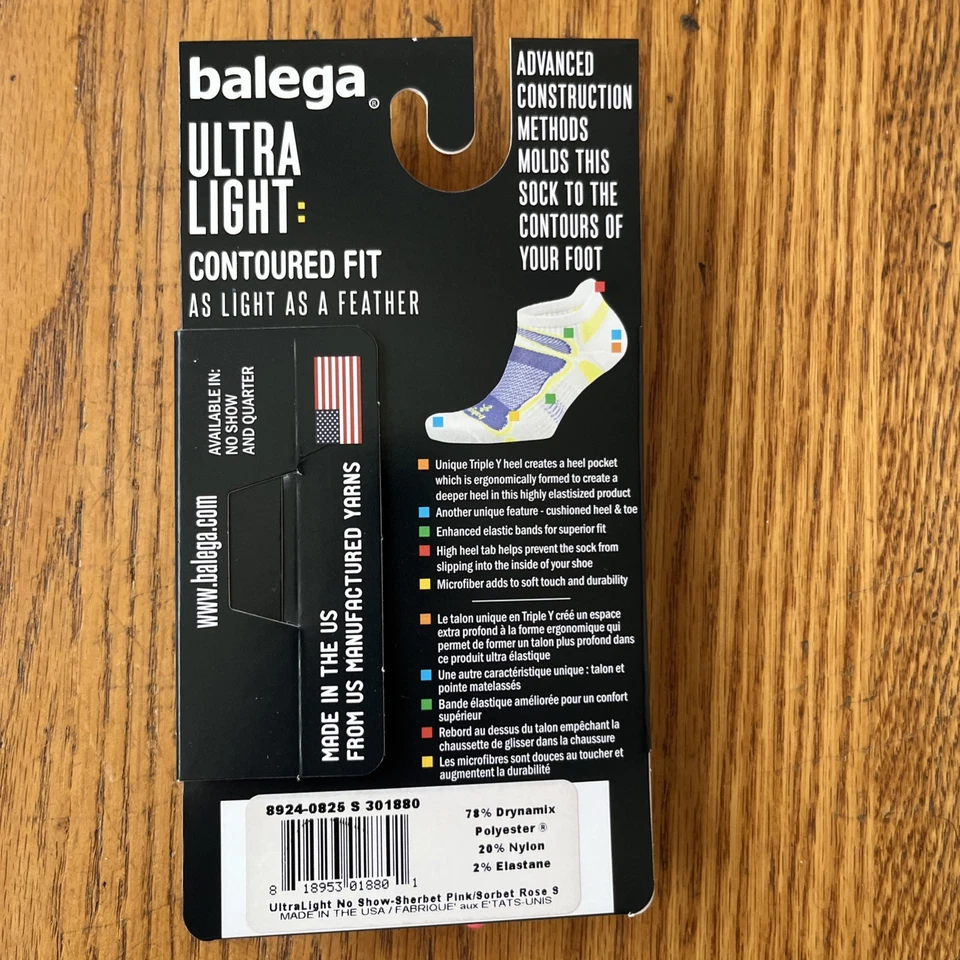 balega®
ULTRA
LIGHT:
CONTOURED FIT
AS LIGHT AS A FEATHER
ADVANCED
CONSTRUCTION
METHODS
MOLDS THIS
SOCK TO THE
CONTOURS OF
YOUR FOOT
AVAILABLE IN:
NO SHOW
AND QUARTER
www.balega.com
MADE IN THE US
FROM US MANUFACTURED YARNS
balega
Unique Triple Y heel creates a heel pocket
which is ergonomically formed to create a
deeper heel in this highly elastisized product
Another unique feature - cushioned heel & toe
Enhanced elastic bands for superior fit
High heel tab helps prevent the sock from
slipping into the inside of your shoe
Microfiber adds to soft touch and durability
Le talon unique en Triple Y créé un espace
extra profond à la forme ergonomique qui
permet de former un talon plus profond dans
ce produit ultra élastique
Une autre caractéristique unique : talon et
pointe matelassés
Bande élastique améliorée pour un confort
supérieur
Rebord au dessus du talon empêchant la
chaussette de glisser dans la chaussure
Les microfibres sont douces au toucher et
augmentent la durabilité
8924-0825 S 301880
78% Drynamix
Polyester ®
20% Nylon
2% Elastane
8 18953 01880 1
UltraLight No Show-Sherbet Pink/Sorbet Rose S
MADE IN THE USA / FABRIQUE' aux E'TATS-UNIS